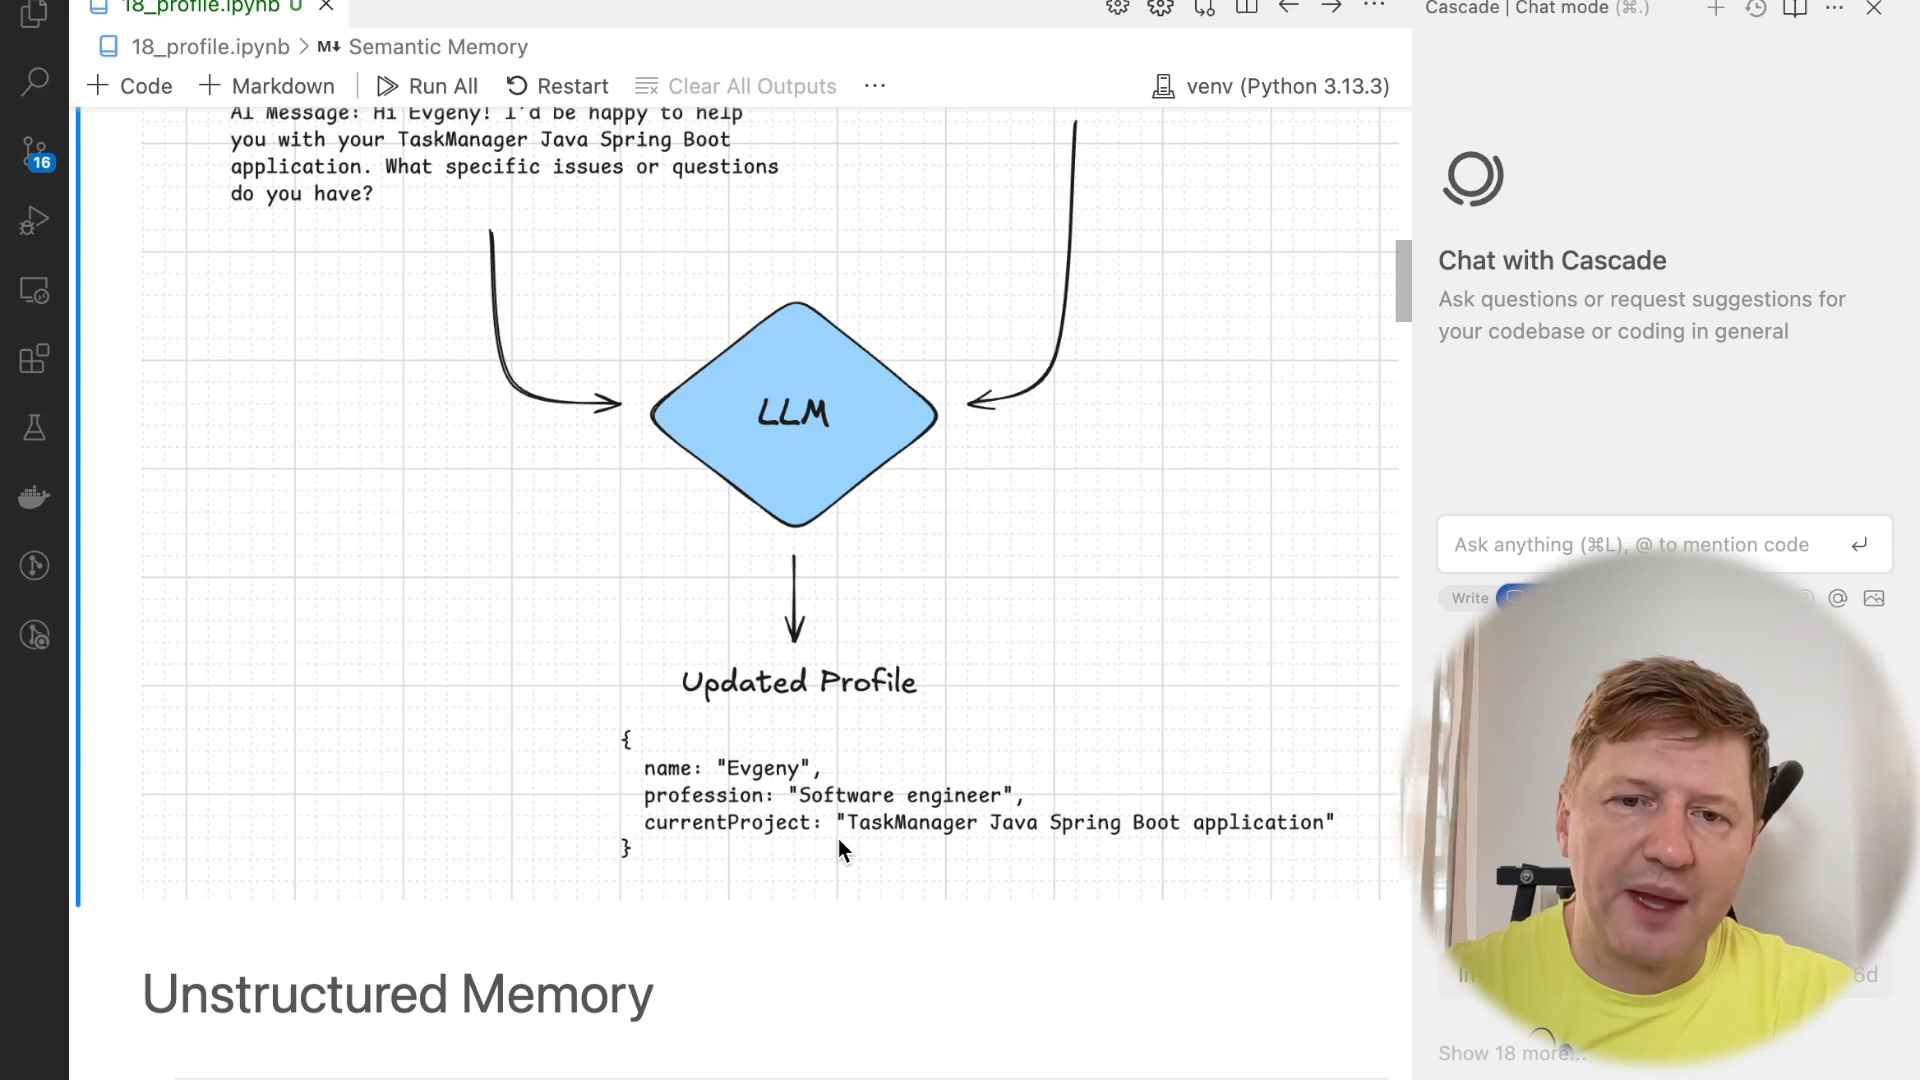 18_profile.ipynb U
Cascade | Chat mode (⌘.)
18_profile.ipynb > M↓ Semantic Memory
+ Code + Markdown Run All Restart Clear All Outputs ... venv (Python 3.13.3)
AI Message: Hi Evgeny! I'd be happy to help
you with your TaskManager Java Spring Boot
application. What specific issues or questions
do you have?
16
LLM
Updated Profile
{
name: "Evgeny",
profession: "Software engineer",
currentProject: "TaskManager Java Spring Boot application"
}
Unstructured Memory
Chat with Cascade
Ask questions or request suggestions for
your codebase or coding in general
Ask anything (⌘L), @ to mention code
Write
6d
Show 18 more...